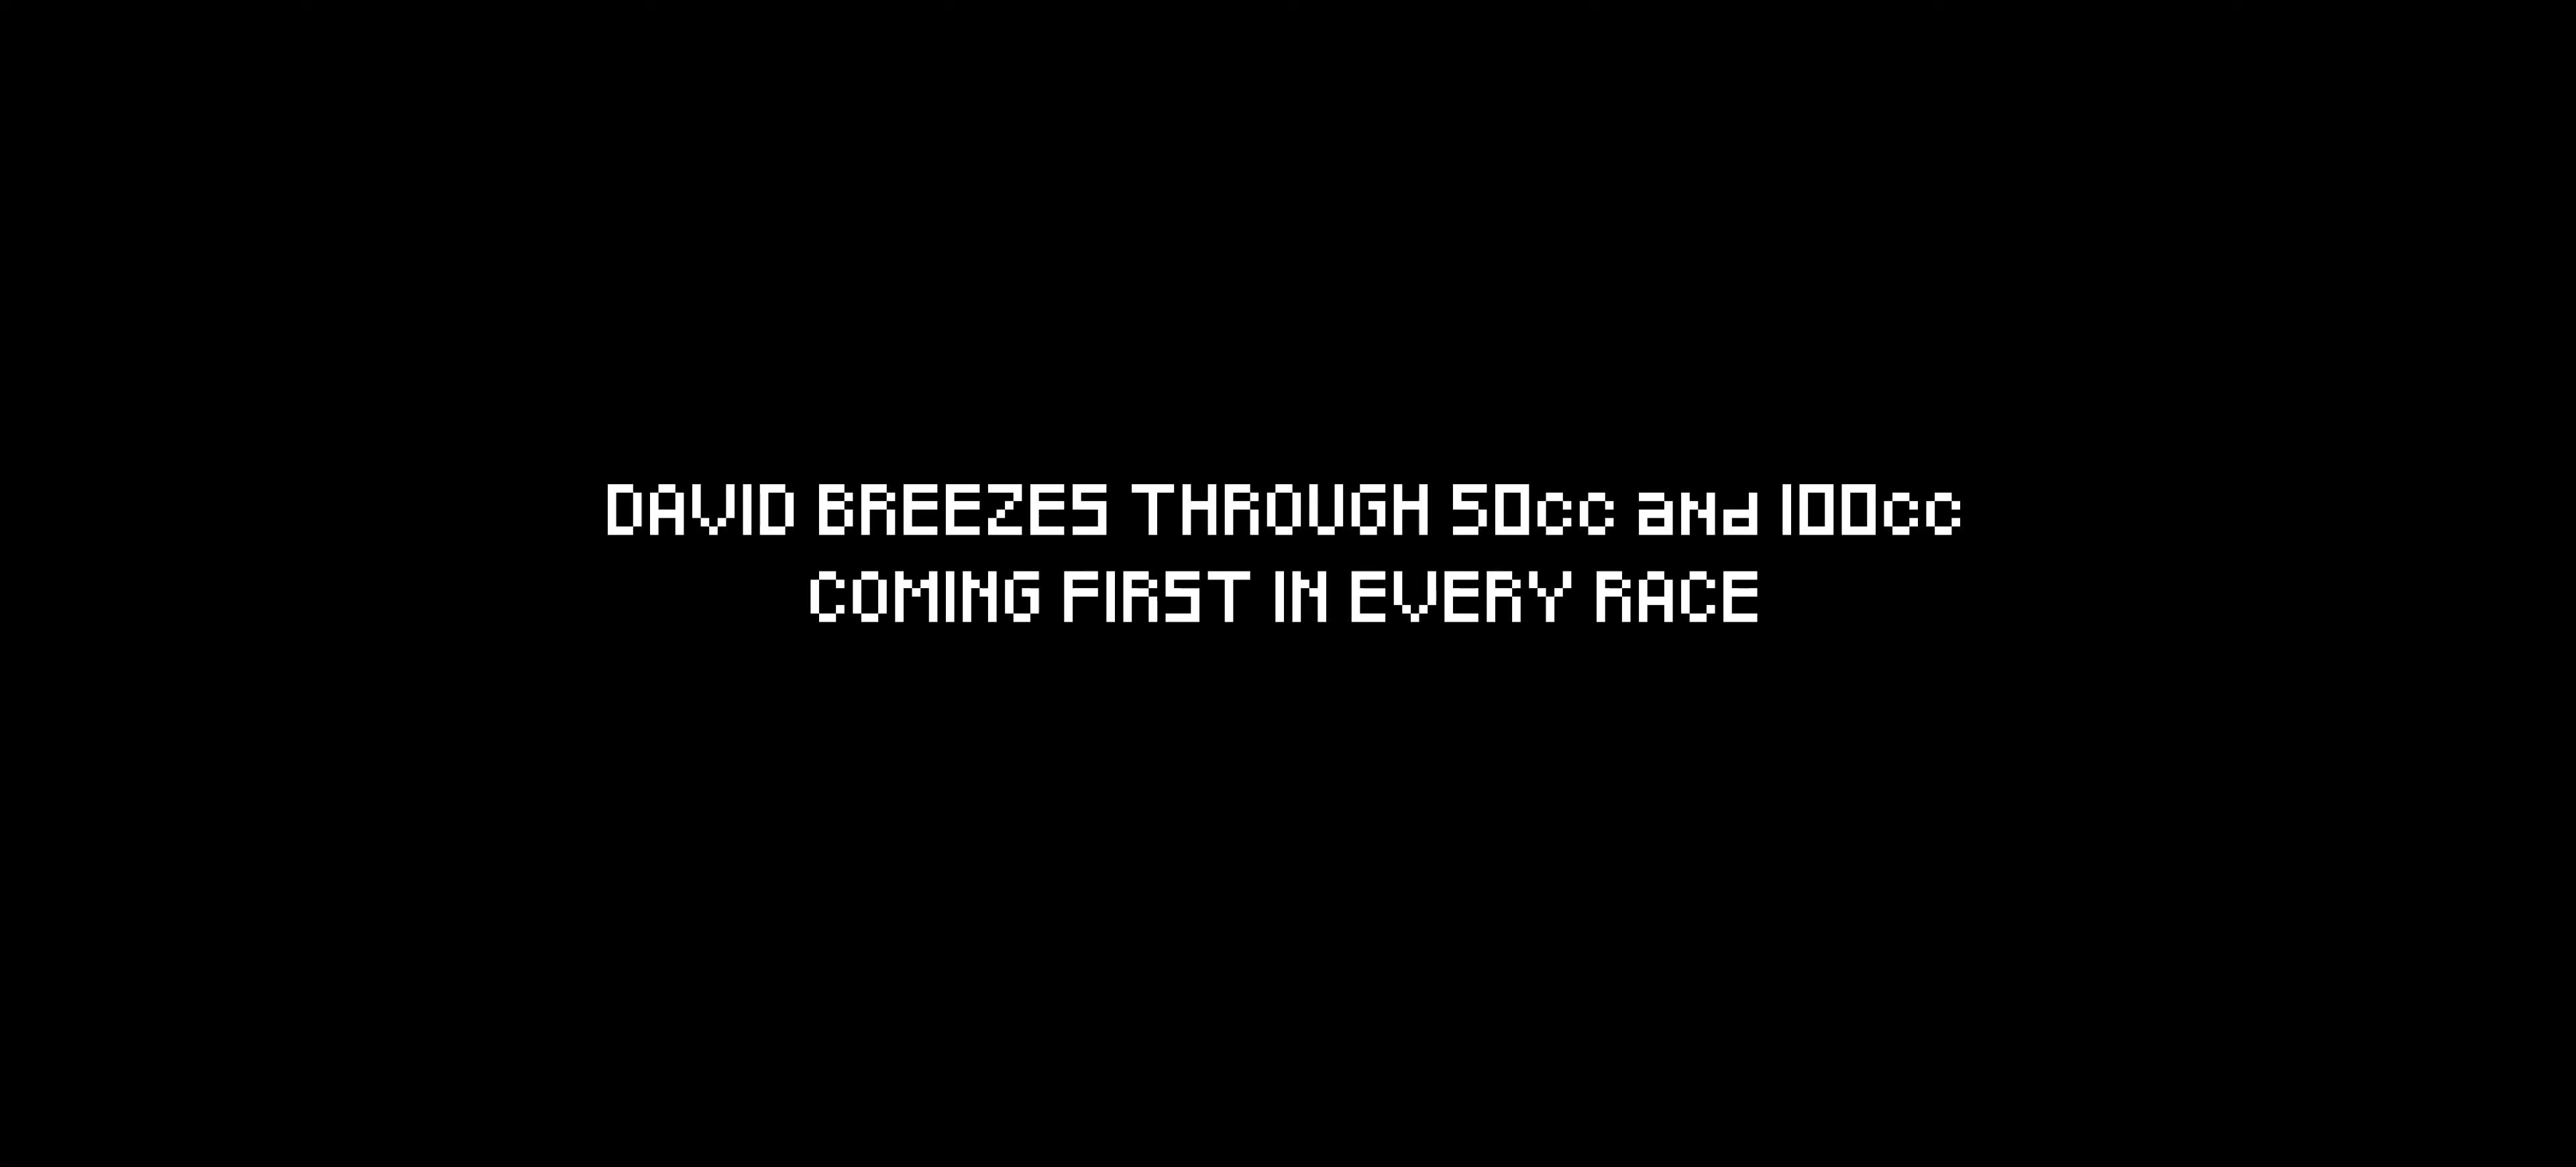 DAVID BREEZES THROUGH 50cc and 100cc
COMING FIRST IN EVERY RACE